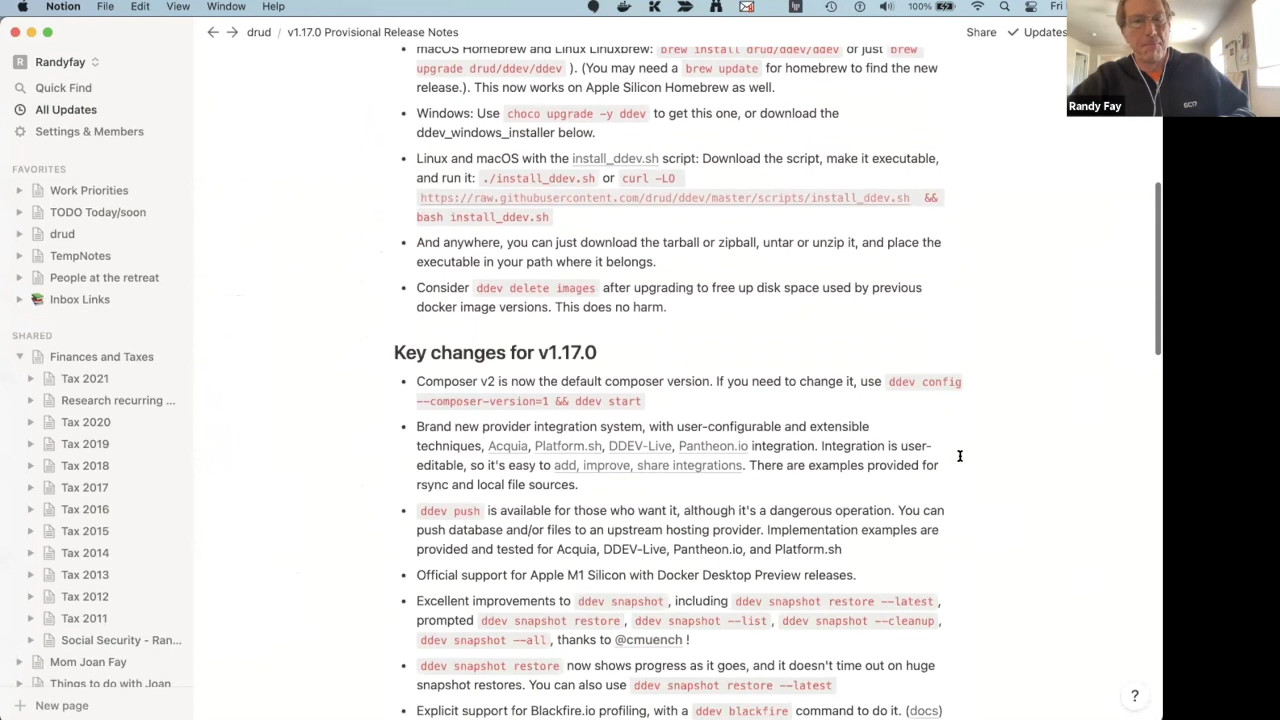 Notion File Edit View Window Help
100% Fri
drud / v1.17.0 Provisional Release Notes
Share Updates
Randyfay
Quick Find
All Updates
Settings & Members
FAVORITES
Work Priorities
TODO Today/soon
drud
TempNotes
People at the retreat
Inbox Links
SHARED
Finances and Taxes
Tax 2021
Research recurring ...
Tax 2020
Tax 2019
Tax 2018
Tax 2017
Tax 2016
Tax 2015
Tax 2014
Tax 2013
Tax 2012
Tax 2011
Social Security - Ran...
Mom Joan Fay
Things to do with Joan
New page
macOS Homebrew and Linux Linuxbrew: brew install drud/ddev/ddev or just brew
upgrade drud/ddev/ddev ). (You may need a brew update for homebrew to find the new
release.). This now works on Apple Silicon Homebrew as well.
• Windows: Use choco upgrade -y ddev to get this one, or download the
ddev_windows_installer below.
• Linux and macOS with the install_ddev.sh script: Download the script, make it executable,
and run it: ./install_ddev.sh or curl -LO
https://raw.githubusercontent.com/drud/ddev/master/scripts/install_ddev.sh &&
bash install_ddev.sh
• And anywhere, you can just download the tarball or zipball, untar or unzip it, and place the
executable in your path where it belongs.
• Consider ddev delete images after upgrading to free up disk space used by previous
docker image versions. This does no harm.
Key changes for v1.17.0
• Composer v2 is now the default composer version. If you need to change it, use ddev config
--composer-version=1 && ddev start
• Brand new provider integration system, with user-configurable and extensible
techniques, Acquia, Platform.sh, DDEV-Live, Pantheon.io integration. Integration is user-
editable, so it's easy to add, improve, share integrations. There are examples provided for
rsync and local file sources.
• ddev push is available for those who want it, although it's a dangerous operation. You can
push database and/or files to an upstream hosting provider. Implementation examples are
provided and tested for Acquia, DDEV-Live, Pantheon.io, and Platform.sh
• Official support for Apple M1 Silicon with Docker Desktop Preview releases.
• Excellent improvements to ddev snapshot, including ddev snapshot restore --latest,
prompted ddev snapshot restore, ddev snapshot --list, ddev snapshot --cleanup,
ddev snapshot --all, thanks to @cmuench !
• ddev snapshot restore now shows progress as it goes, and it doesn't time out on huge
snapshot restores. You can also use ddev snapshot restore --latest
• Explicit support for Blackfire.io profiling, with a ddev blackfire command to do it. (docs)
?
Randy Fay